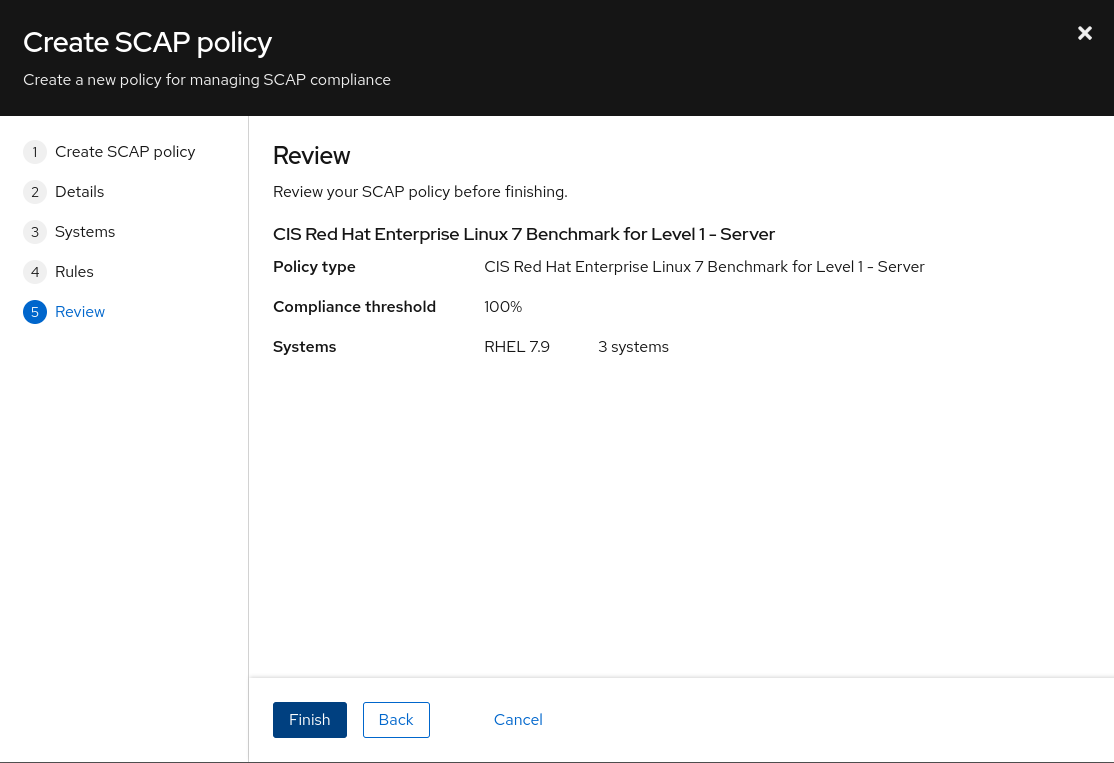 Create SCAP policy
Create a new policy for managing SCAP compliance
1 Create SCAP policy
2 Details
3 Systems
4 Rules
5 Review
Review
Review your SCAP policy before finishing.
CIS Red Hat Enterprise Linux 7 Benchmark for Level 1 - Server
Policy type CIS Red Hat Enterprise Linux 7 Benchmark for Level 1 - Server
Compliance threshold 100%
Systems RHEL 7.9 3 systems
Finish Back Cancel